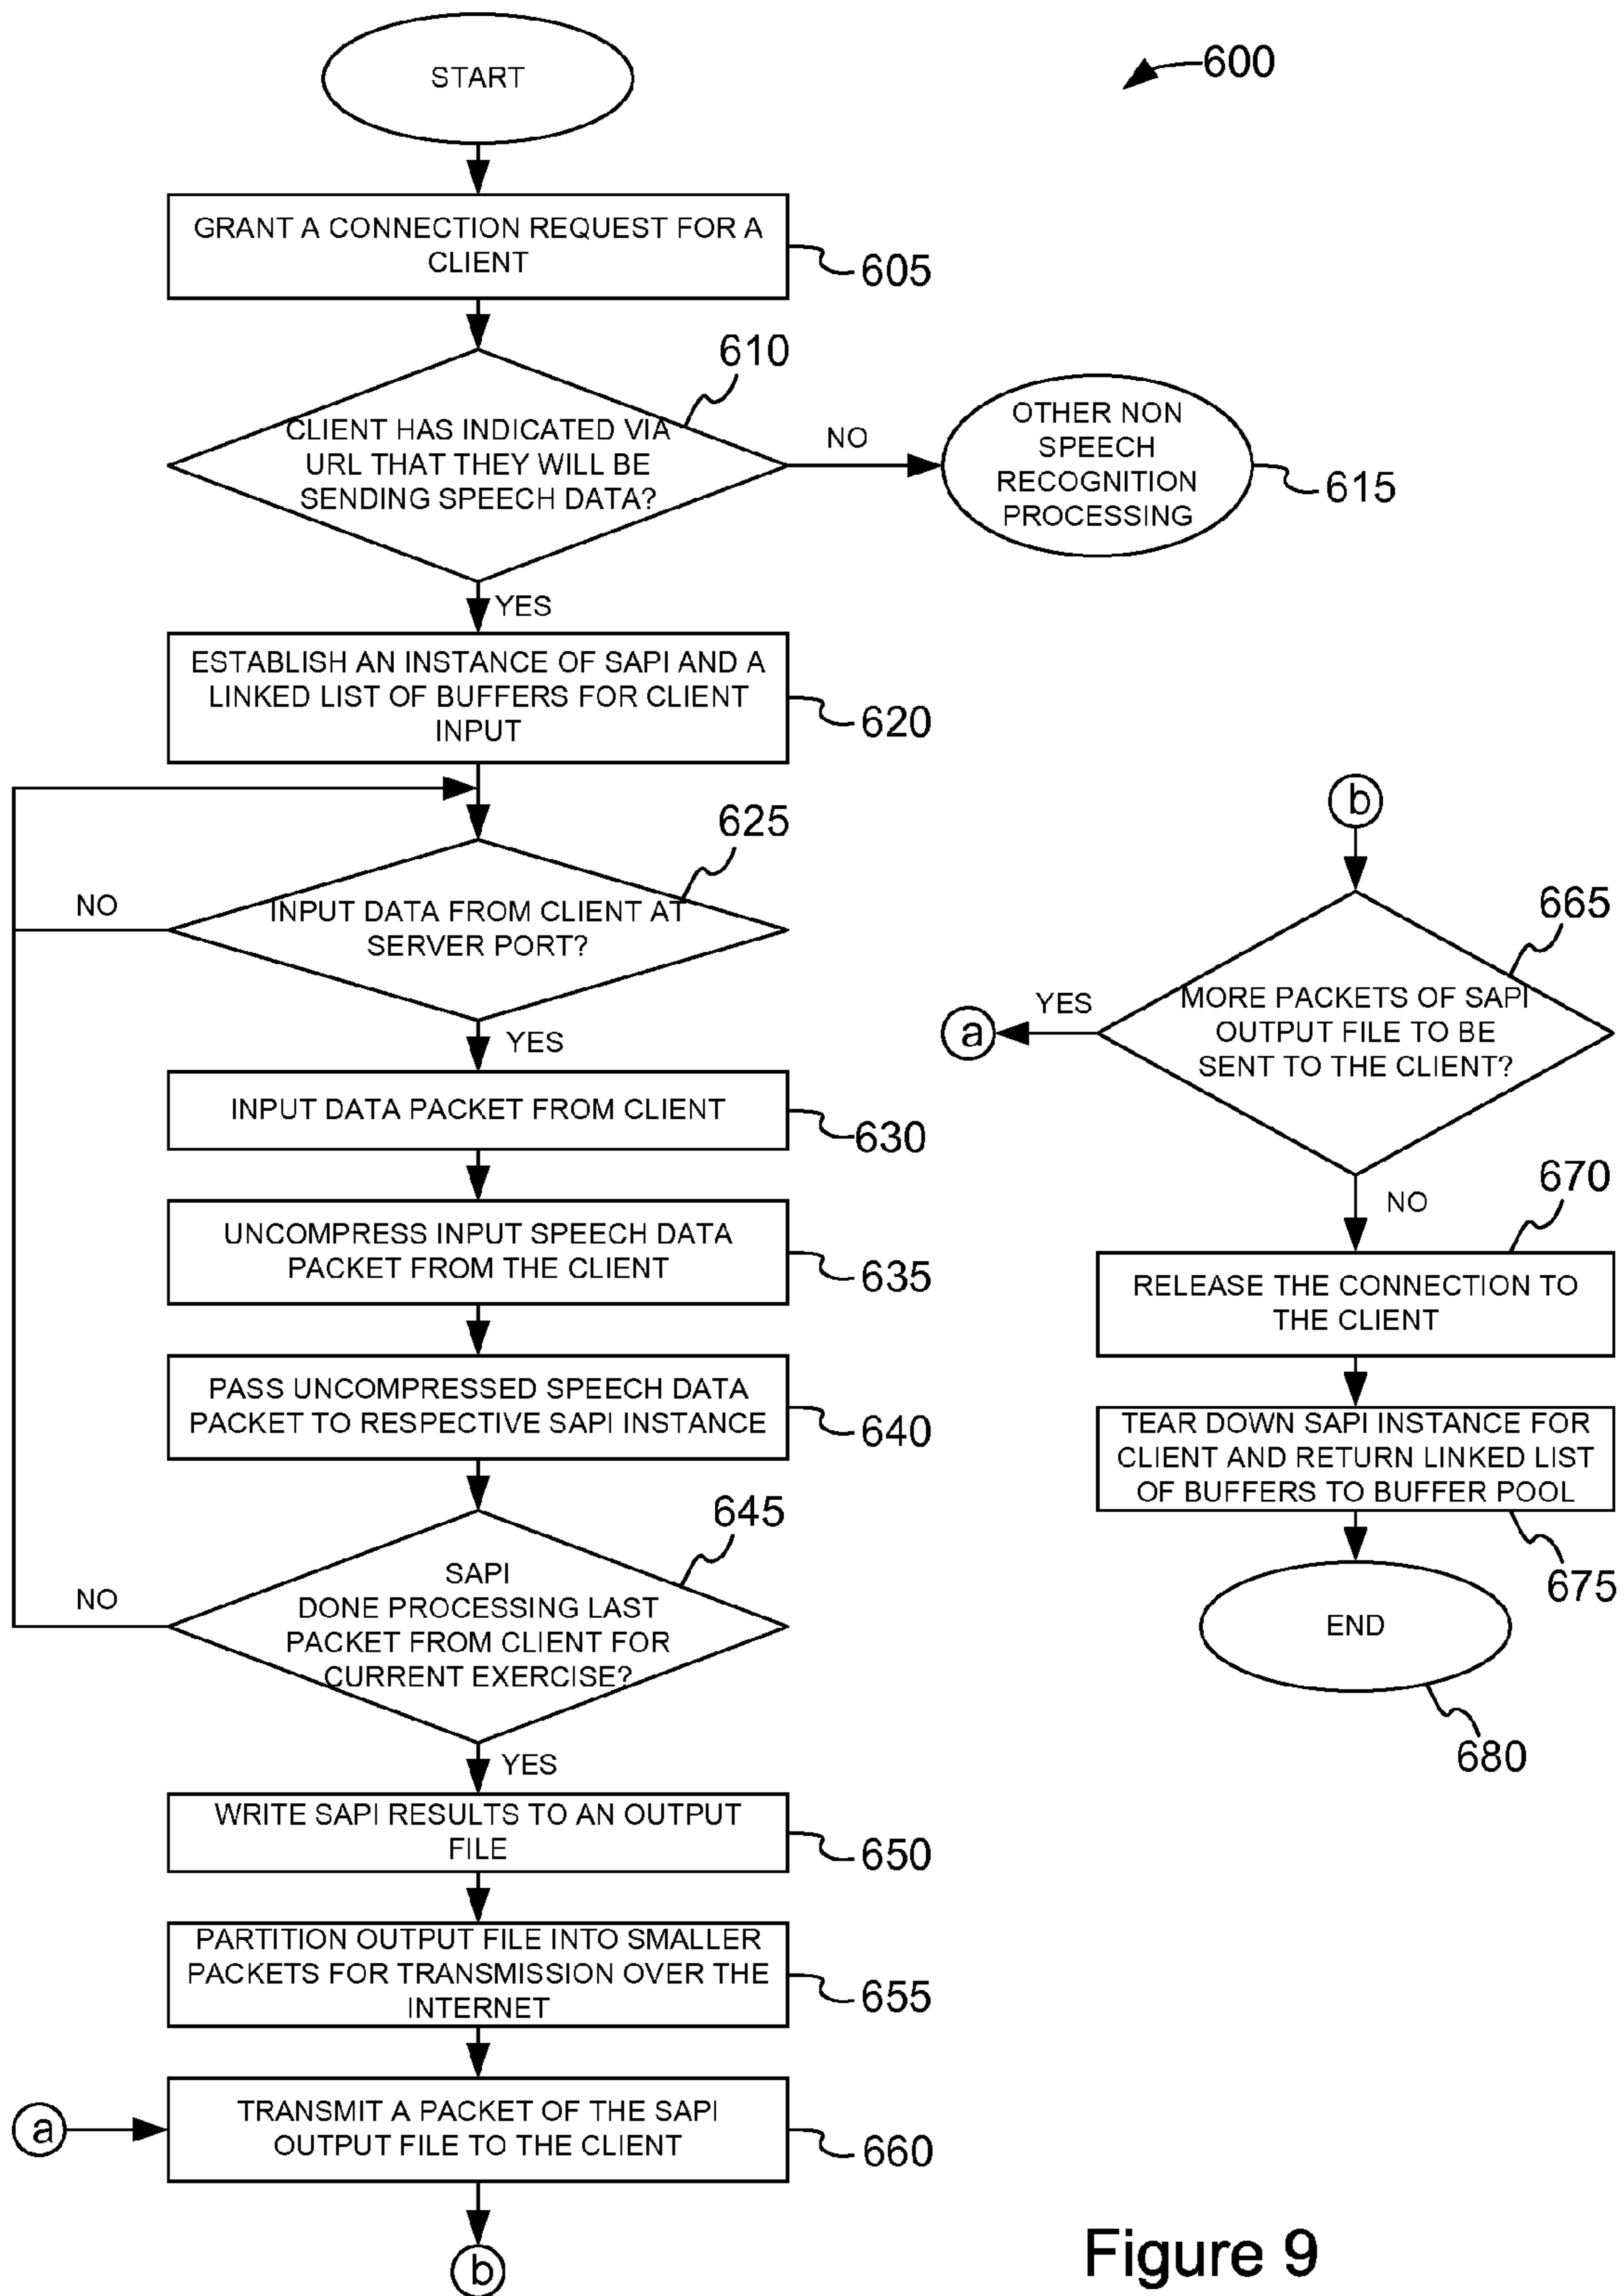 START
600
GRANT A CONNECTION REQUEST FOR A
CLIENT
605
610
CLIENT HAS INDICATED VIA
URL THAT THEY WILL BE
SENDING SPEECH DATA?
NO
OTHER NON
SPEECH
RECOGNITION
PROCESSING
615
YES
ESTABLISH AN INSTANCE OF SAPI AND A
LINKED LIST OF BUFFERS FOR CLIENT
INPUT
620
625
NO
INPUT DATA FROM CLIENT AT
SERVER PORT?
YES
INPUT DATA PACKET FROM CLIENT
630
UNCOMPRESS INPUT SPEECH DATA
PACKET FROM THE CLIENT
635
PASS UNCOMPRESSED SPEECH DATA
PACKET TO RESPECTIVE SAPI INSTANCE
640
645
NO
SAPI
DONE PROCESSING LAST
PACKET FROM CLIENT FOR
CURRENT EXERCISE?
YES
WRITE SAPI RESULTS TO AN OUTPUT
FILE
650
PARTITION OUTPUT FILE INTO SMALLER
PACKETS FOR TRANSMISSION OVER THE
INTERNET
655
a
TRANSMIT A PACKET OF THE SAPI
OUTPUT FILE TO THE CLIENT
660
b
b
665
YES
a
MORE PACKETS OF SAPI
OUTPUT FILE TO BE
SENT TO THE CLIENT?
NO
670
RELEASE THE CONNECTION TO
THE CLIENT
TEAR DOWN SAPI INSTANCE FOR
CLIENT AND RETURN LINKED LIST
OF BUFFERS TO BUFFER POOL
675
END
680
Figure 9